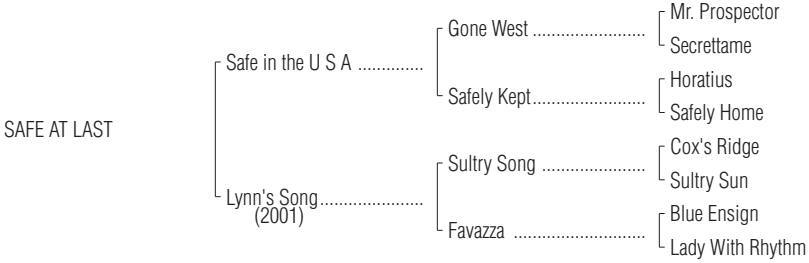 Mr. Prospector
Gone West ........................
Secrettame
Safe in the U S A ..............
Horatius
Safely Kept........................
Safely Home
SAFE AT LAST
Cox's Ridge
Sultry Song ......................
Sultry Sun
Lynn's Song......................
(2001)
Blue Ensign
Favazza ............................
Lady With Rhythm